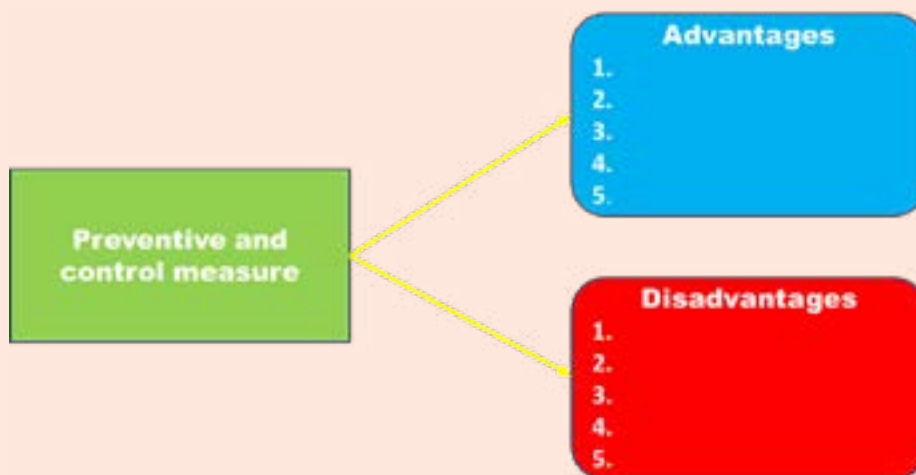 Advantages
1.
2.
3.
4.
5.
Preventive and
control measure
Disadvantages
1.
2.
3.
4.
5.